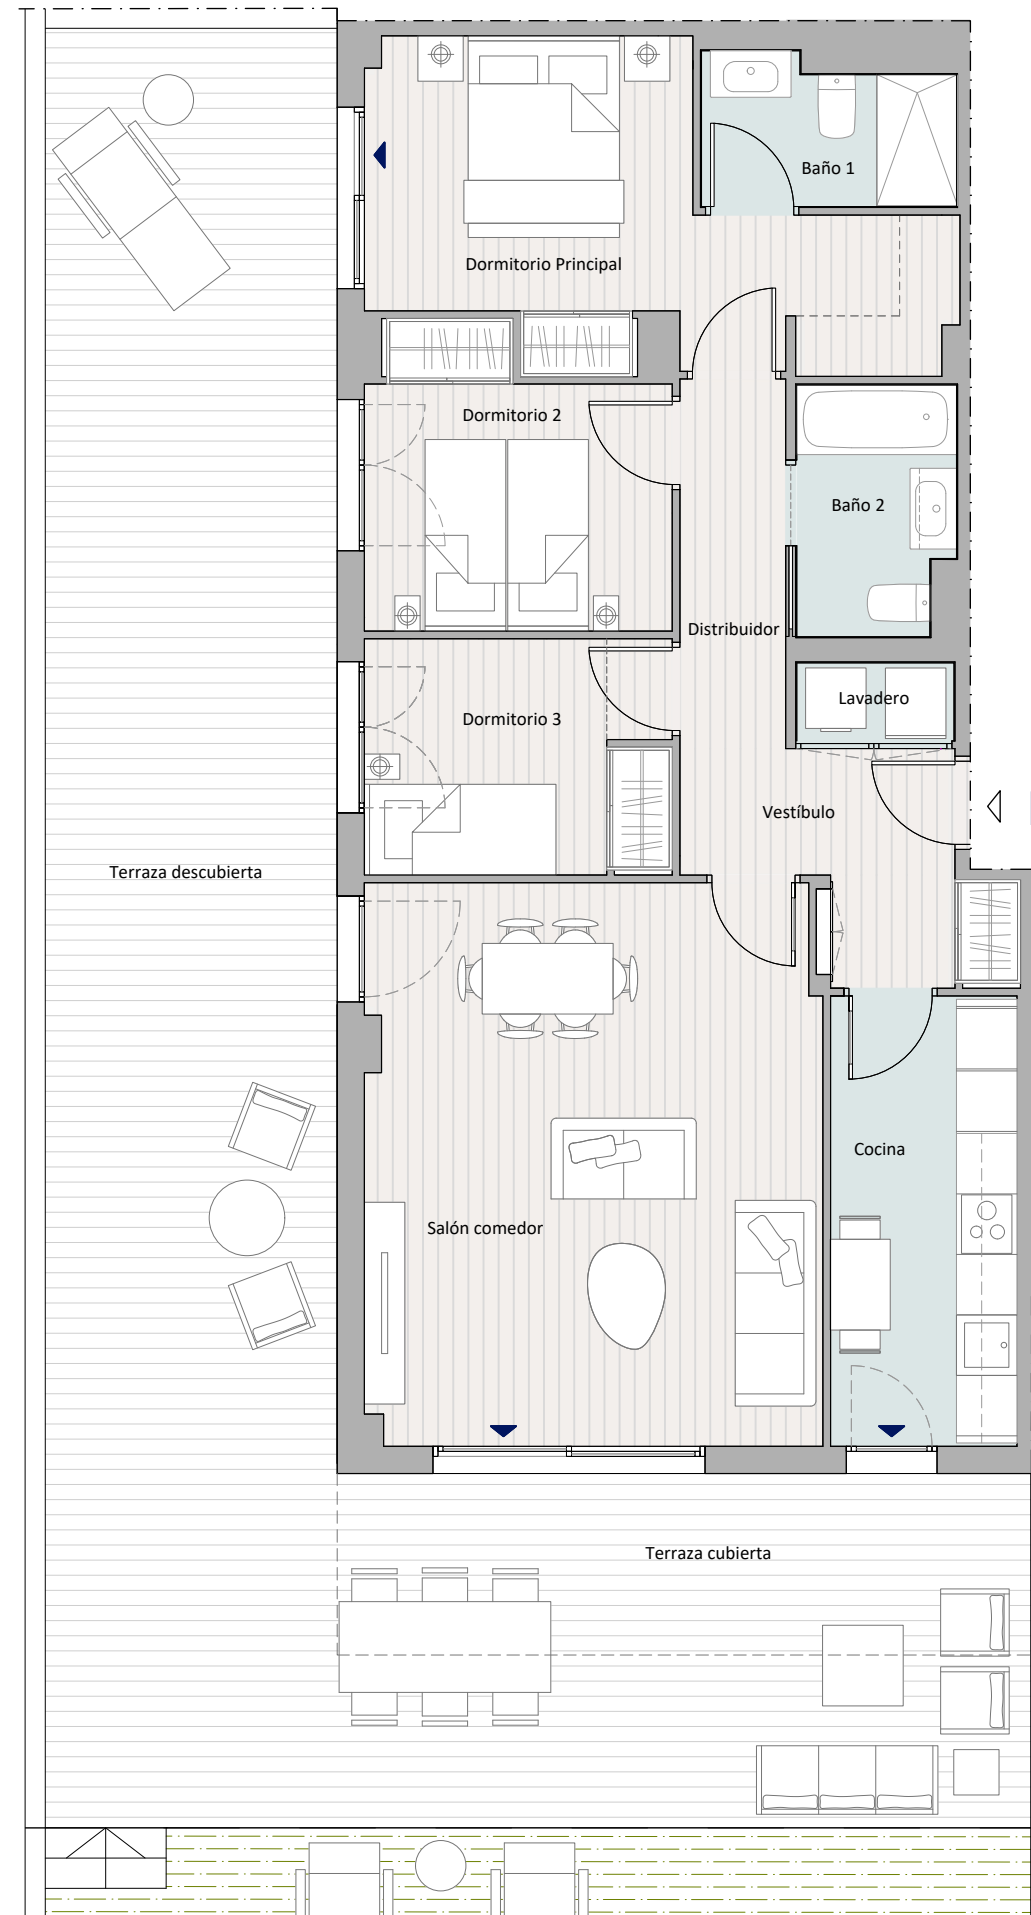 Baño 1
Dormitorio Principal
Dormitorio 2
Baño 2
Distribuidor
Lavadero
Dormitorio 3
Vestíbulo
Terraza descubierta
Cocina
Salón comedor
Terraza cubierta